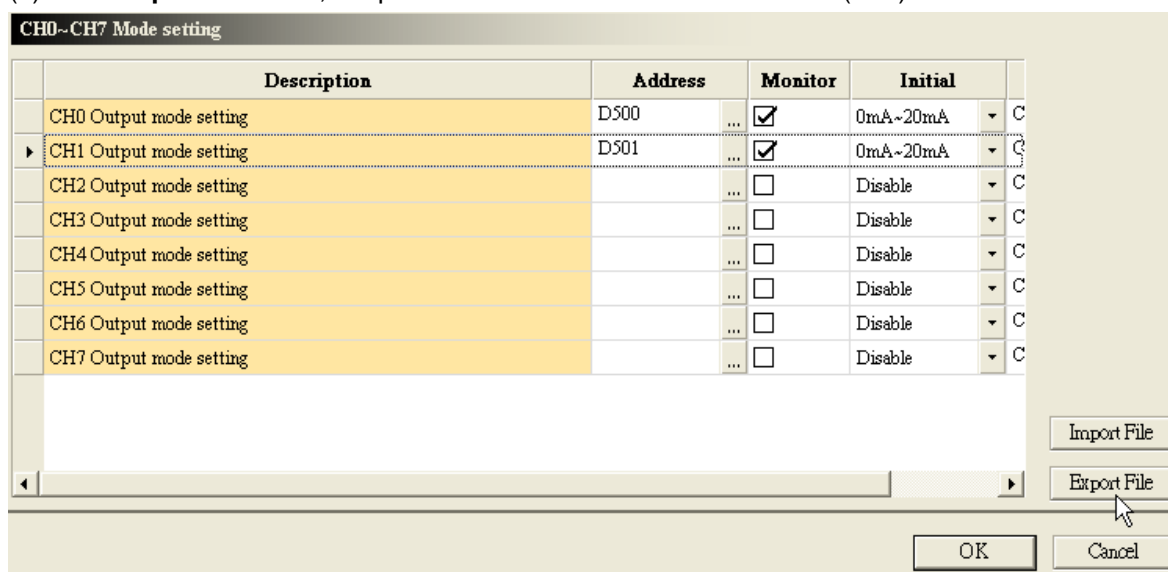 CH0~CH7 Mode setting
Description Address Monitor Initial
CH0 Output mode setting D500 ... 0mA~20mA C
CH1 Output mode setting D501 ... 0mA~20mA C
CH2 Output mode setting ... Disable C
CH3 Output mode setting ... Disable C
CH4 Output mode setting ... Disable C
CH5 Output mode setting ... Disable C
CH6 Output mode setting ... Disable C
CH7 Output mode setting ... Disable C
Import File
Export File
OK Cancel